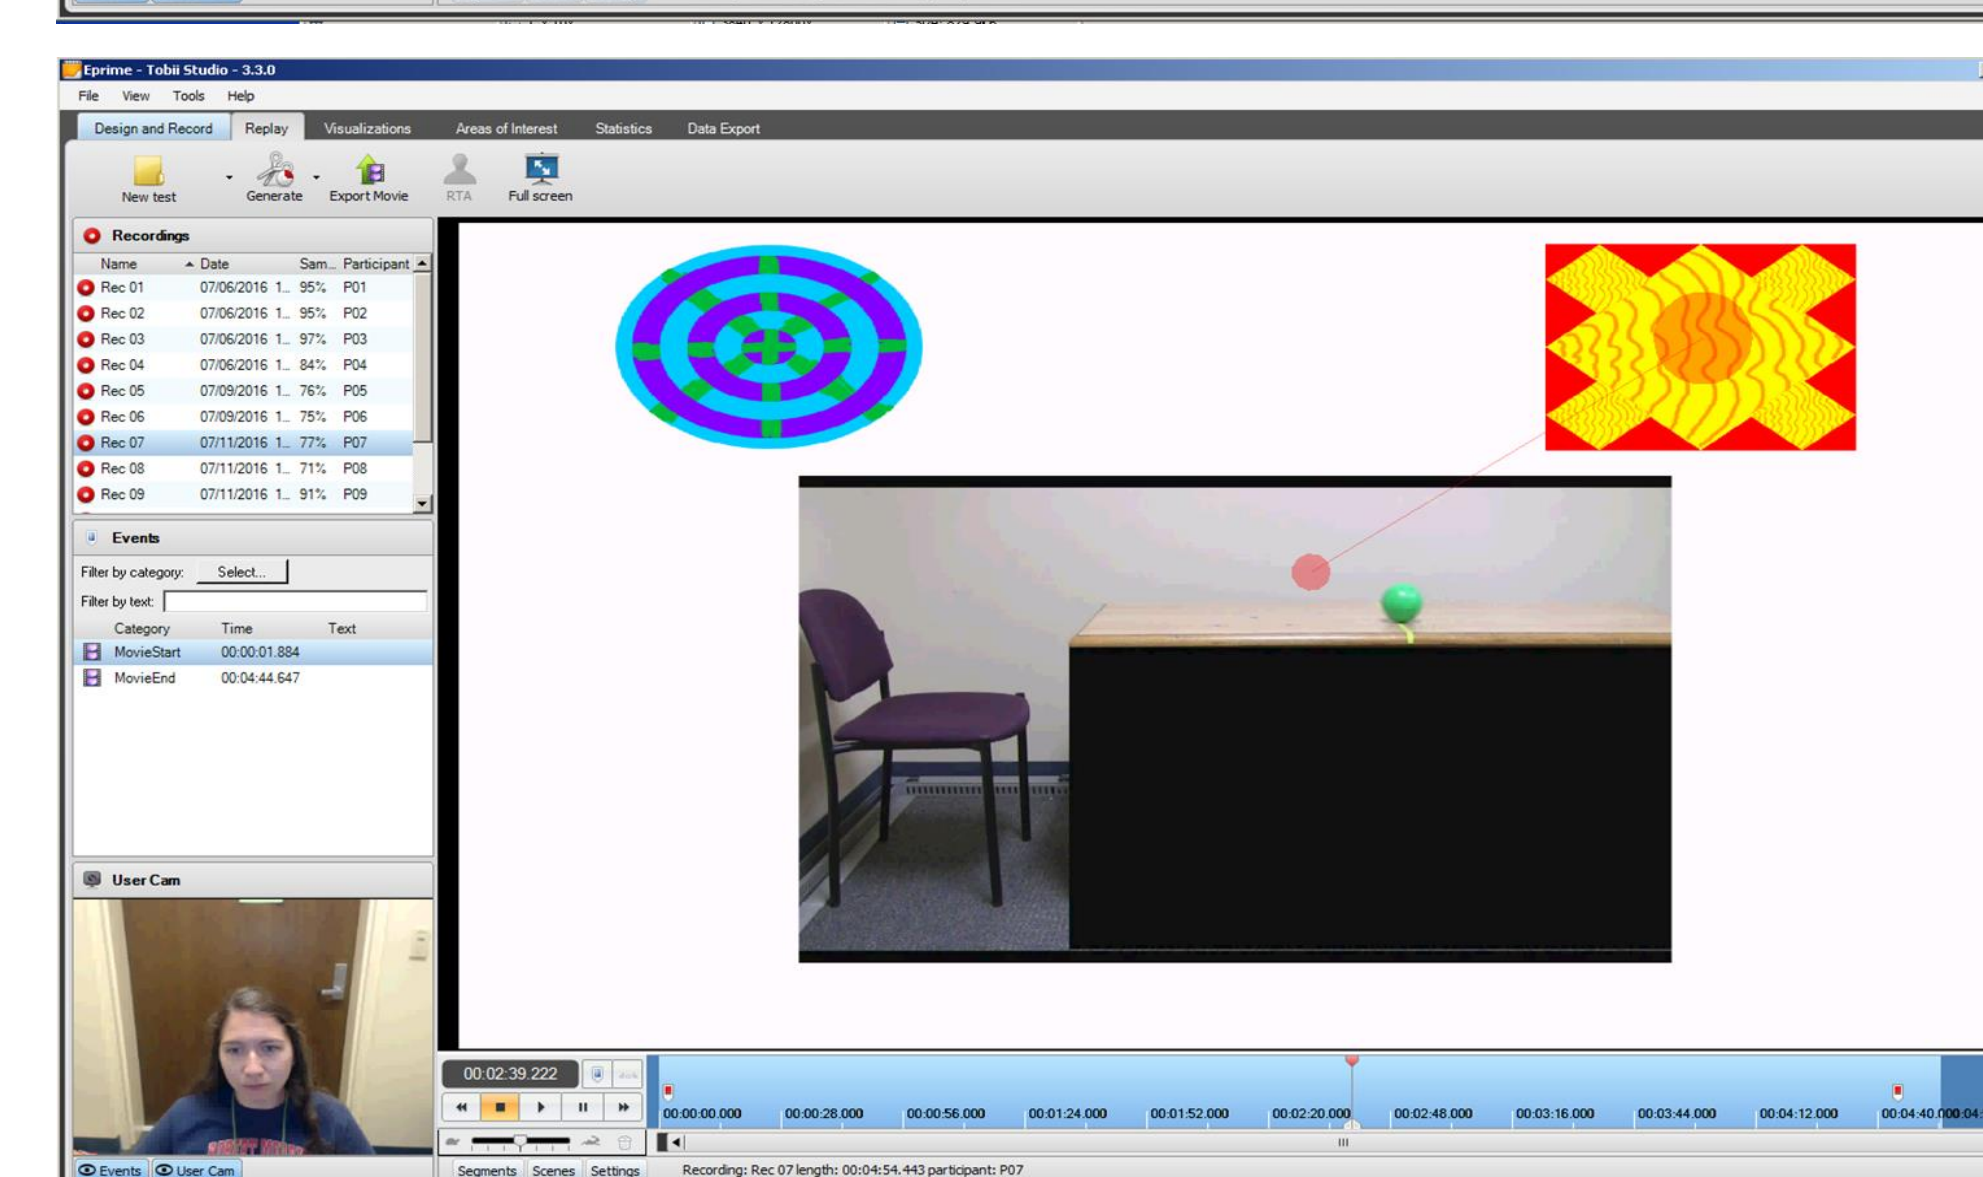 Eprime - Tobii Studio - 3.3.0
File View Tools Help
Design and Record Replay Visualizations Areas of Interest Statistics Data Export
New test Generate Export Movie RTA Full screen
Recordings
Name Date Sam... Participant
Rec 01 07/06/2016 1... 95% P01
Rec 02 07/06/2016 1... 95% P02
Rec 03 07/06/2016 1... 97% P03
Rec 04 07/06/2016 1... 84% P04
Rec 05 07/09/2016 1... 76% P05
Rec 06 07/09/2016 1... 75% P06
Rec 07 07/11/2016 1... 77% P07
Rec 08 07/11/2016 1... 71% P08
Rec 09 07/11/2016 1... 91% P09
Events
Filter by category: Select...
Filter by text:
Category Time Text
MovieStart 00:00:01.884
MovieEnd 00:04:44.647
User Cam
00:02:39.222
00:00:00.000 00:00:28.000 00:00:56.000 00:01:24.000 00:01:52.000 00:02:20.000 00:02:48.000 00:03:16.000 00:03:44.000 00:04:12.000 00:04:40.000
Events User Cam Segments Scenes Settings Recording: Rec 07 length: 00:04:54.443 participant: P07